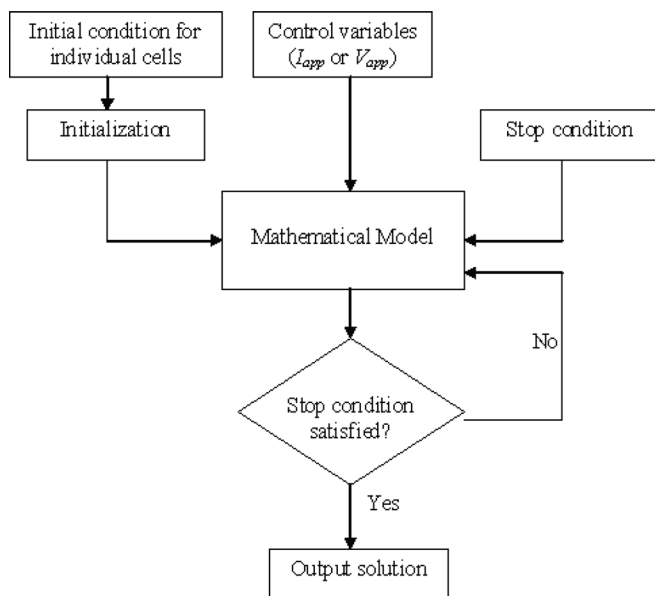 Initial condition for
individual cells
Control variables
(Iapp or Vapp)
Initialization
Stop condition
Mathematical Model
No
Stop condition
satisfied?
Yes
Output solution